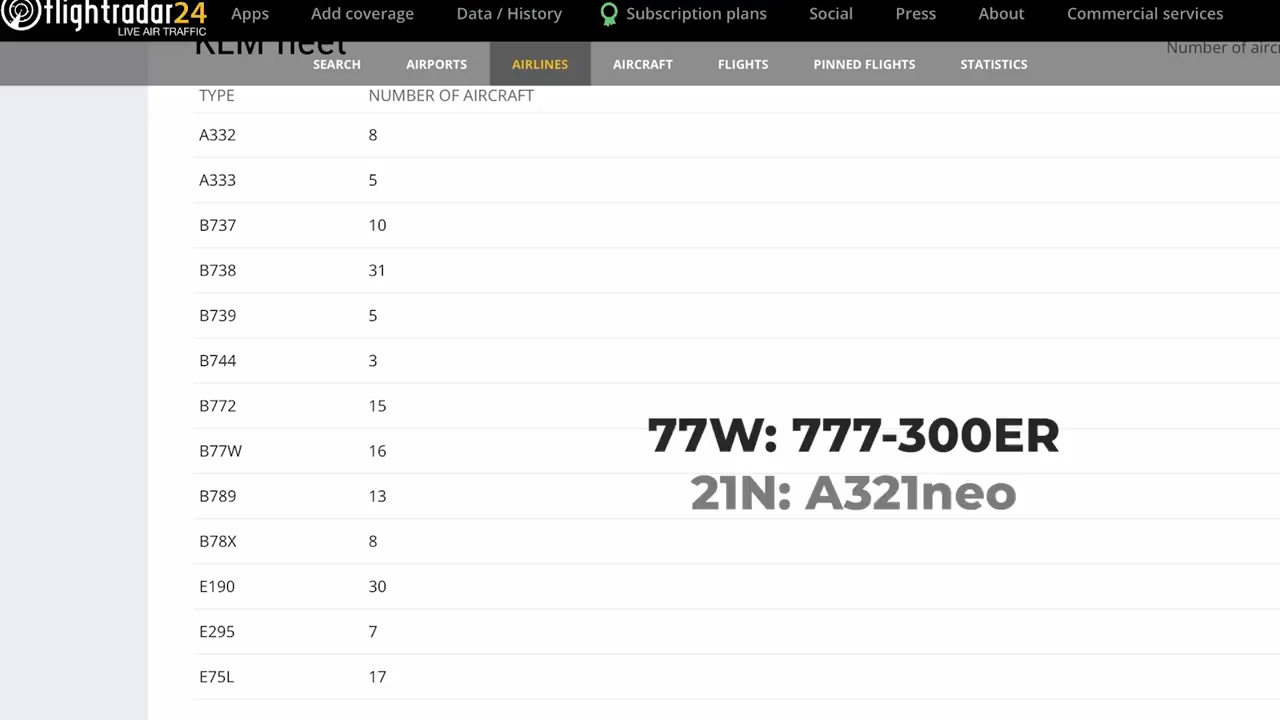 flightradar24
LIVE AIR TRAFFIC
Apps
Add coverage
Data / History
Subscription plans
Social
Press
About
Commercial services
KLM fleet
Number of airc
SEARCH
AIRPORTS
AIRLINES
AIRCRAFT
FLIGHTS
PINNED FLIGHTS
STATISTICS
TYPE NUMBER OF AIRCRAFT
A332 8
A333 5
B737 10
B738 31
B739 5
B744 3
B772 15
B77W 16
B789 13
B78X 8
E190 30
E295 7
E75L 17
77W: 777-300ER
21N: A321neo